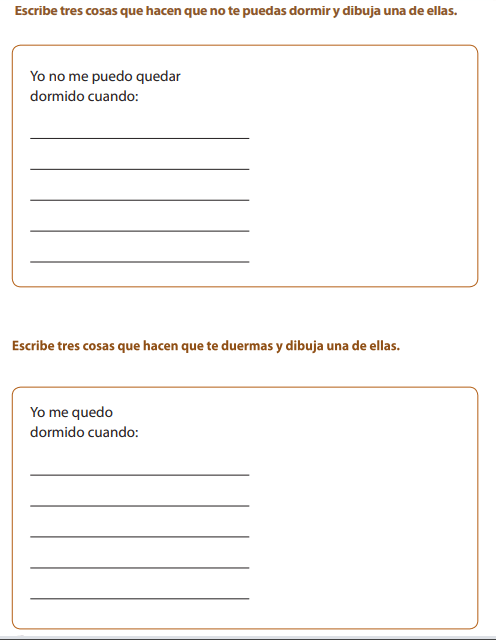 Escribe tres cosas que hacen que no te puedas dormir y dibuja una de ellas.
Yo no me puedo quedar
dormido cuando:
Escribe tres cosas que hacen que te duermas y dibuja una de ellas.
Yo me quedo
dormido cuando: